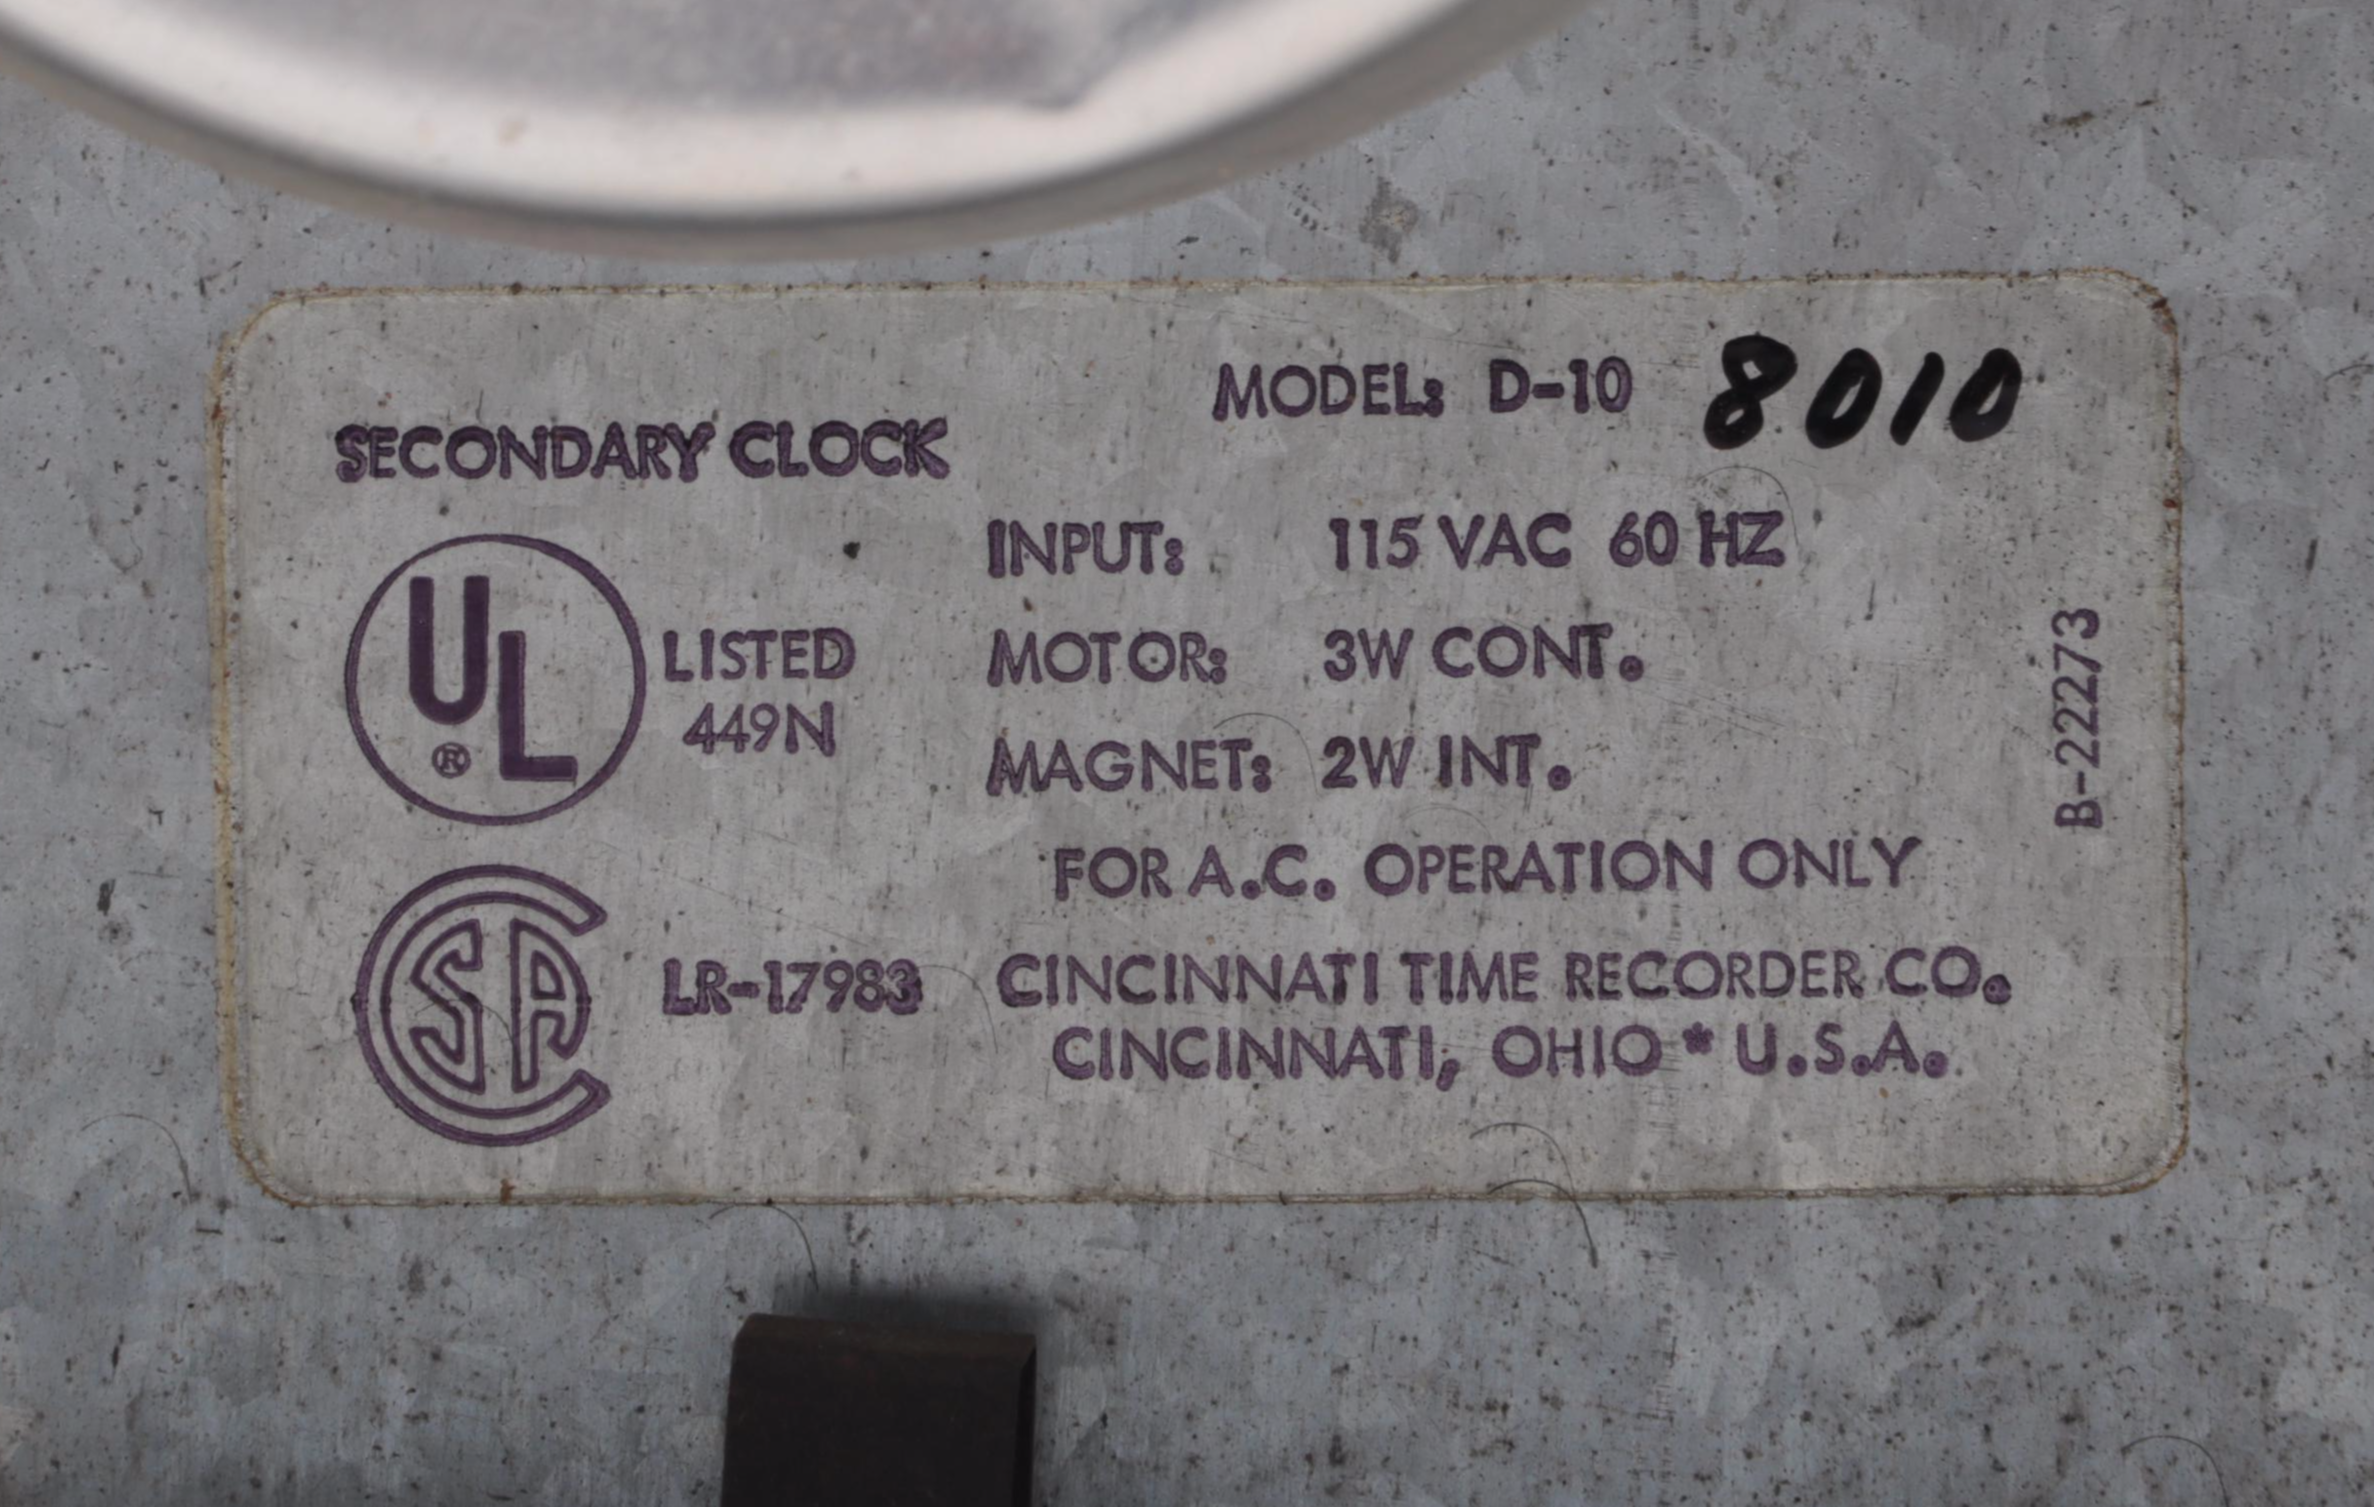 MODEL: D-10 8010
SECONDARY CLOCK
INPUT: 115 VAC 60 HZ
UL ® LISTED
449N
MOTOR: 3W CONT.
MAGNET: 2W INT.
FOR A.C. OPERATION ONLY
CSA LR-17983
CINCINNATI TIME RECORDER CO.
CINCINNATI, OHIO * U.S.A.
B-22273